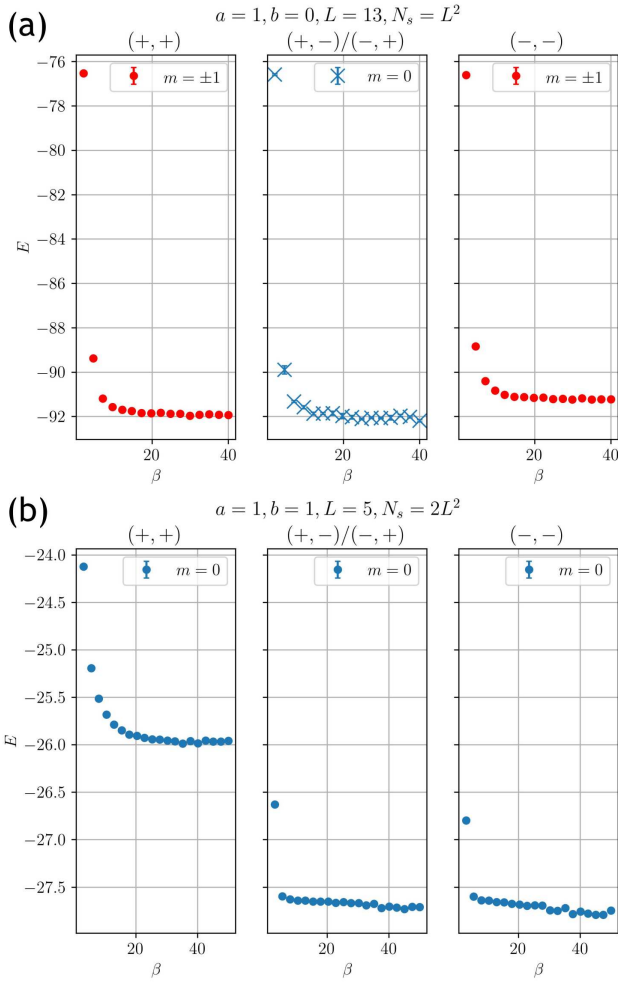 (a)
a = 1, b = 0, L = 13, N_s = L^2
(+, +)
(+, −)/(−, +)
(−, −)
m = ±1
m = 0
m = ±1
−76
−78
−80
−82
−84
−86
−88
−90
−92
E
20 40
20 40
20 40
β
β
β
(b)
a = 1, b = 1, L = 5, N_s = 2L^2
(+, +)
(+, −)/(−, +)
(−, −)
m = 0
m = 0
m = 0
−24.0
−24.5
−25.0
−25.5
−26.0
−26.5
−27.0
−27.5
E
20 40
20 40
20 40
β
β
β